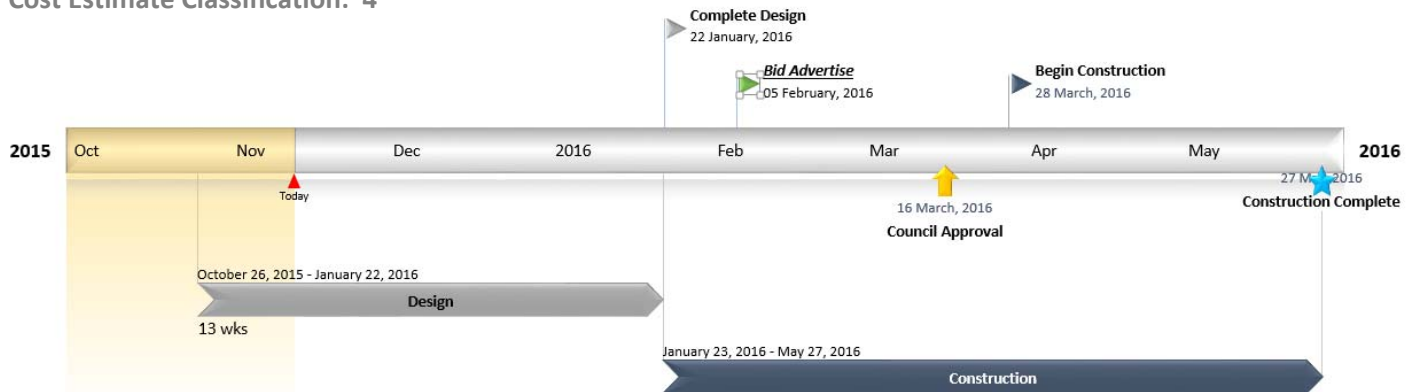 Cost Estimate Classification: 4
Complete Design
22 January, 2016
Bid Advertise
05 February, 2016
Begin Construction
28 March, 2016
2015 Oct Nov Dec 2016 Feb Mar Apr May 2016
Today
27 2016
16 March, 2016
Construction Complete
Council Approval
October 26, 2015 - January 22, 2016
Design
13 wks
January 23, 2016 - May 27, 2016
Construction